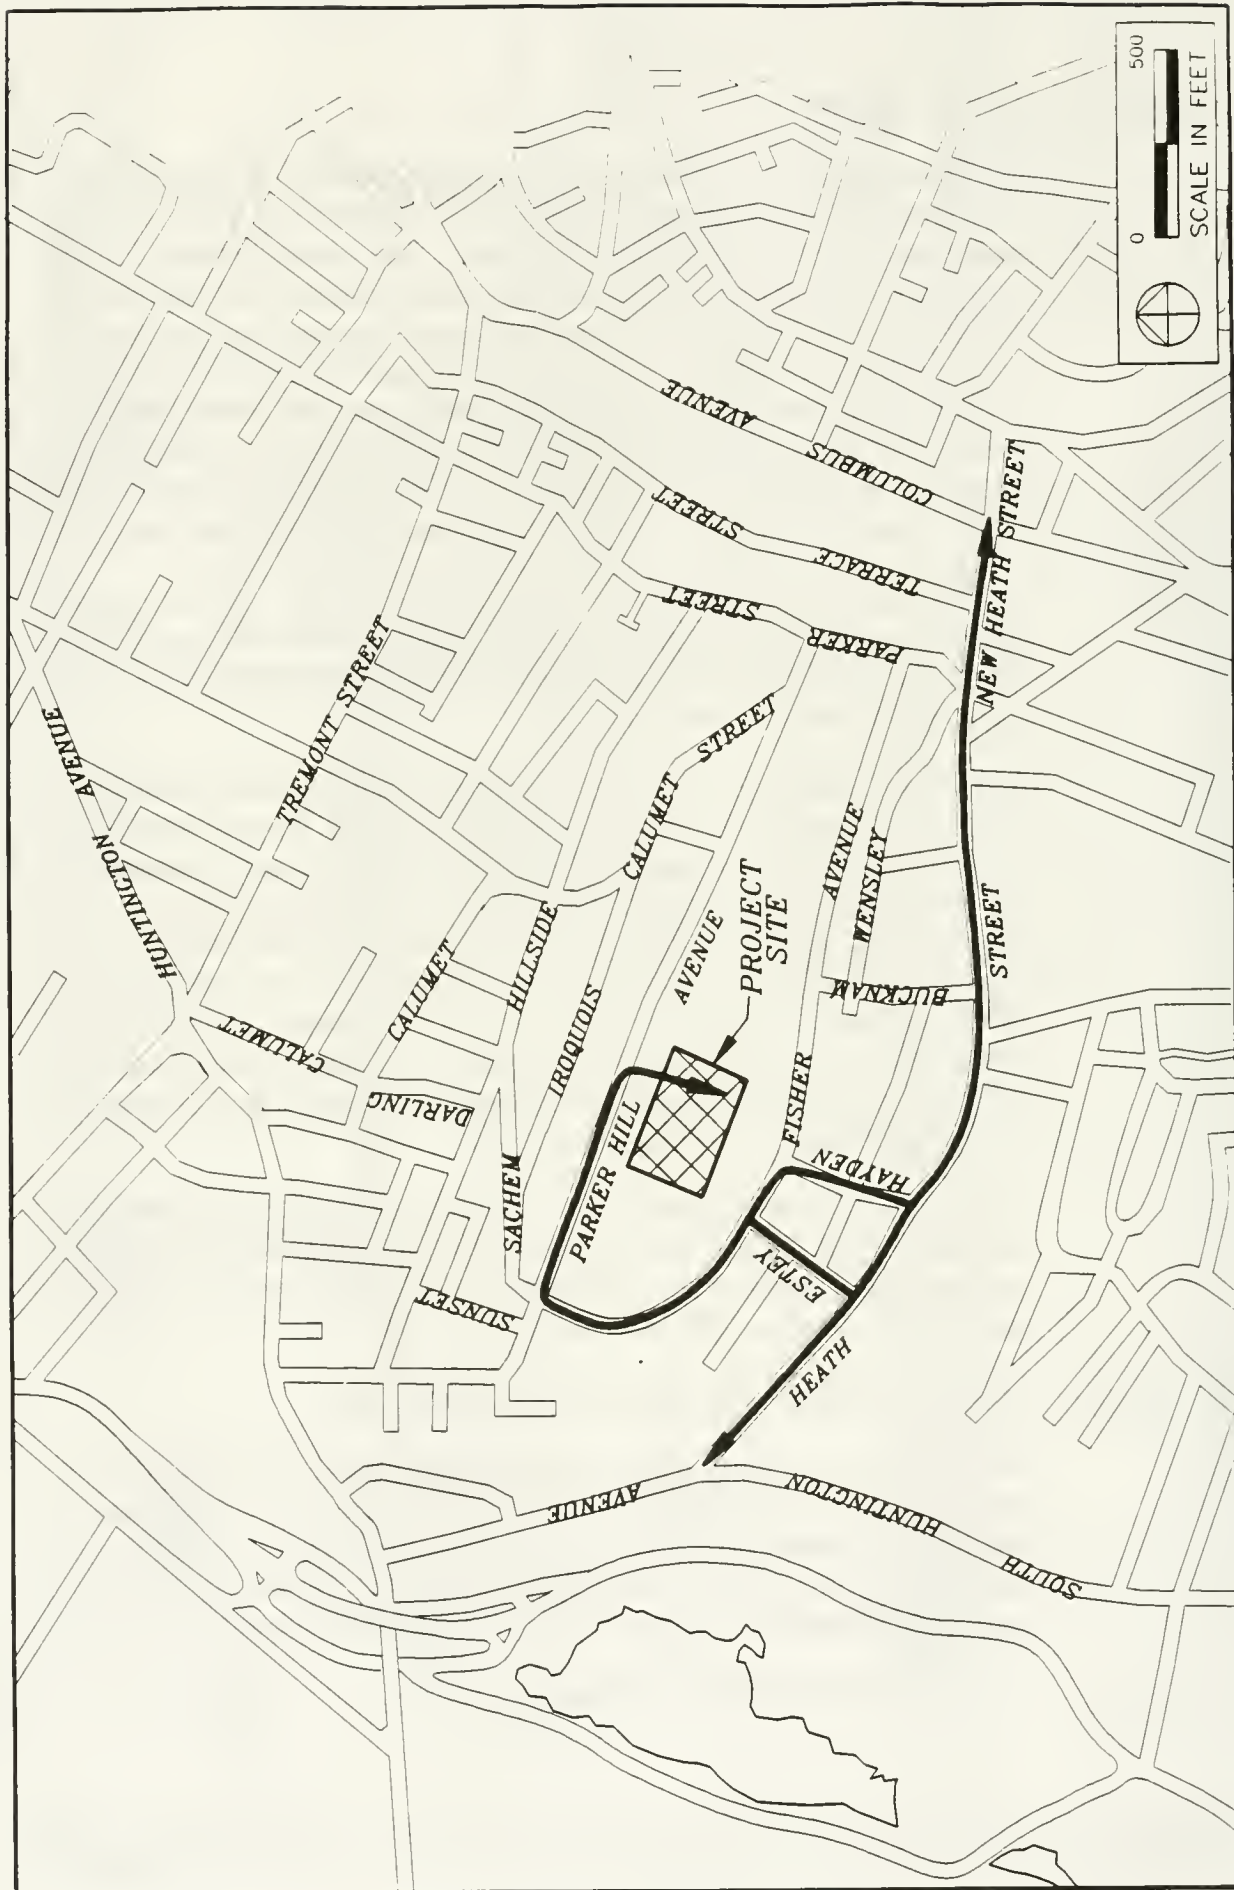 HUNTINGTON
AVENUE
TREMONT STREET
CALUMET
CALUMET
DARLING
HILLSIDE
IROQUOIS
CALUMET
STREET
SACHEM
SUNSET
PARKER HILL
AVENUE
PROJECT
SITE
FISHER
AVENUE
WENSLEY
BUCKNAM
HAYDEN
ESTEY
HEATH
STREET
NEW HEATH STREET
PARKER
STREET
TERRACE
STREET
COLUMBUS
AVENUE
SOUTH
HUNTINGTON
AVENUE
0 500
SCALE IN FEET